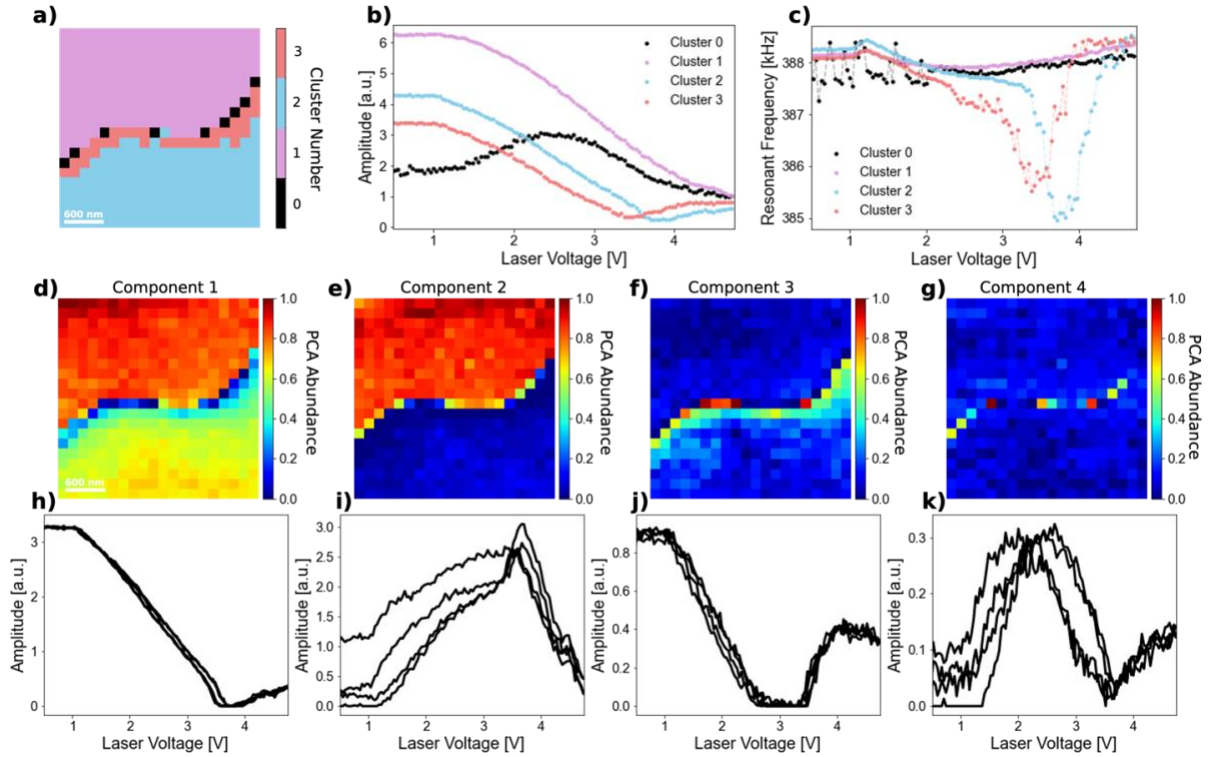 a)
3
2
1
0
Cluster Number
600 nm
b)
Amplitude [a.u.]
6
5
4
3
2
1
0
Cluster 0
Cluster 1
Cluster 2
Cluster 3
1 2 3 4
Laser Voltage [V]
c)
Resonant Frequency [kHz]
388
387
386
385
Cluster 0
Cluster 1
Cluster 2
Cluster 3
1 2 3 4
Laser Voltage [V]
d) Component 1
600 nm
1.0
0.8
0.6
0.4
0.2
0.0
PCA Abundance
e) Component 2
1.0
0.8
0.6
0.4
0.2
0.0
PCA Abundance
f) Component 3
1.0
0.8
0.6
0.4
0.2
0.0
PCA Abundance
g) Component 4
1.0
0.8
0.6
0.4
0.2
0.0
PCA Abundance
h)
Amplitude [a.u.]
3
2
1
0
1 2 3 4
Laser Voltage [V]
i)
Amplitude [a.u.]
3.0
2.5
2.0
1.5
1.0
0.5
0.0
1 2 3 4
Laser Voltage [V]
j)
Amplitude [a.u.]
0.8
0.6
0.4
0.2
0.0
1 2 3 4
Laser Voltage [V]
k)
Amplitude [a.u.]
0.3
0.2
0.1
0.0
1 2 3 4
Laser Voltage [V]